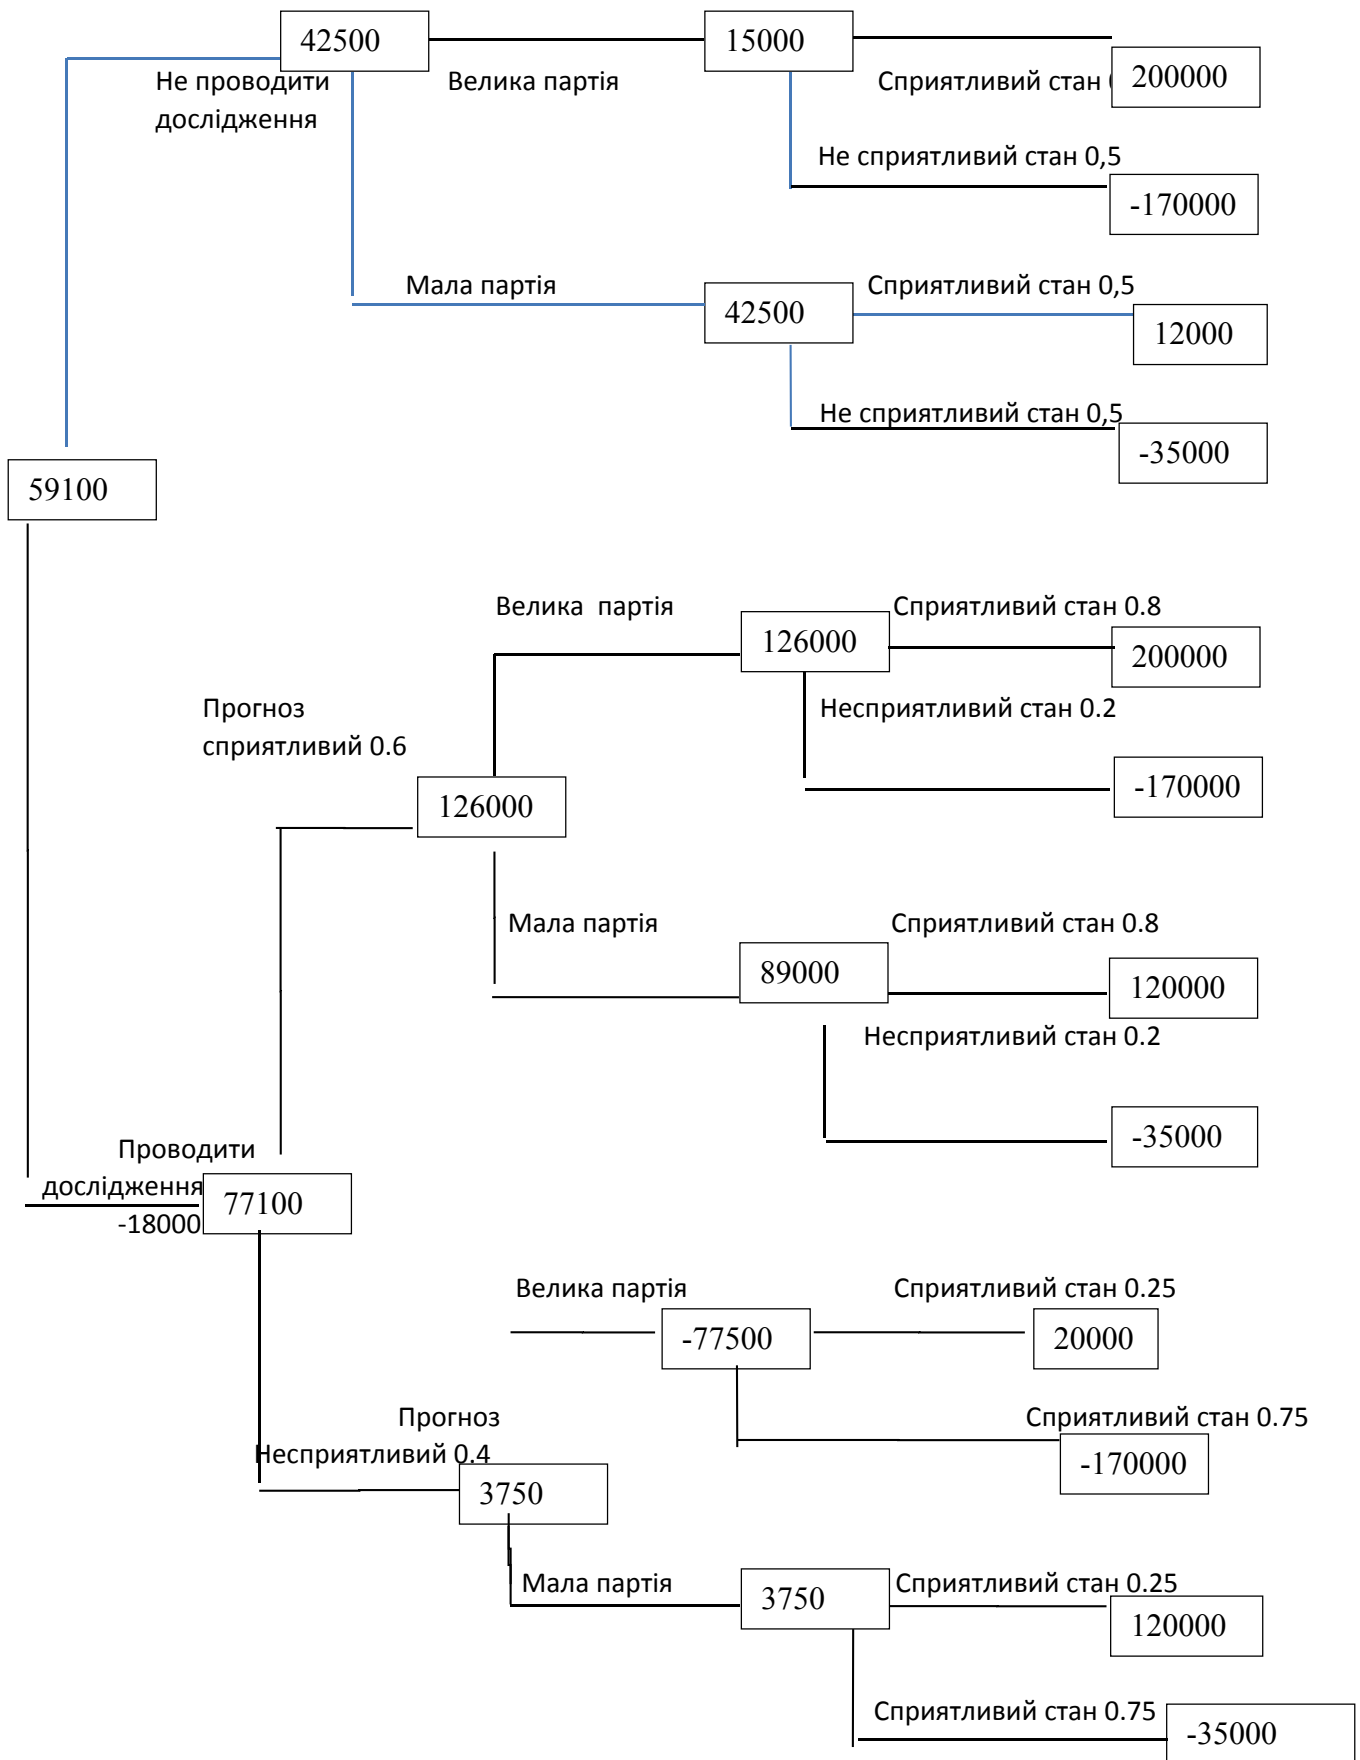 42500
15000
Не проводити
дослідження
Велика партія
Сприятливий стан
200000
Не сприятливий стан 0,5
-170000
Мала партія
42500
Сприятливий стан 0,5
12000
Не сприятливий стан 0,5
-35000
59100
Велика партія
126000
Сприятливий стан 0.8
200000
Прогноз
сприятливий 0.6
Несприятливий стан 0.2
126000
-170000
Мала партія
89000
Сприятливий стан 0.8
120000
Несприятливий стан 0.2
-35000
Проводити
дослідження
-18000
77100
Велика партія
-77500
Сприятливий стан 0.25
20000
Прогноз
Несприятливий 0.4
3750
Сприятливий стан 0.75
-170000
Мала партія
3750
Сприятливий стан 0.25
120000
Сприятливий стан 0.75
-35000